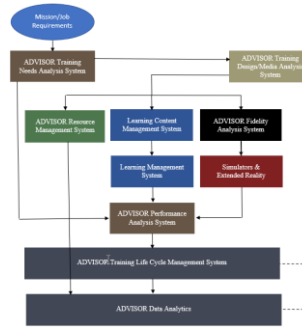 Mission/Job
Requirements
ADVISOR Training
Needs Analysis System
ADVISOR Training
Design/Media Analysis
System
ADVISOR Resource
Management System
Learning Content
Management System
ADVISOR Fidelity
Analysis System
Learning Management
System
Simulators &
Extended Reality
ADVISOR Performance
Analysis System
ADVISOR Training Life Cycle Management System
ADVISOR Data Analytics